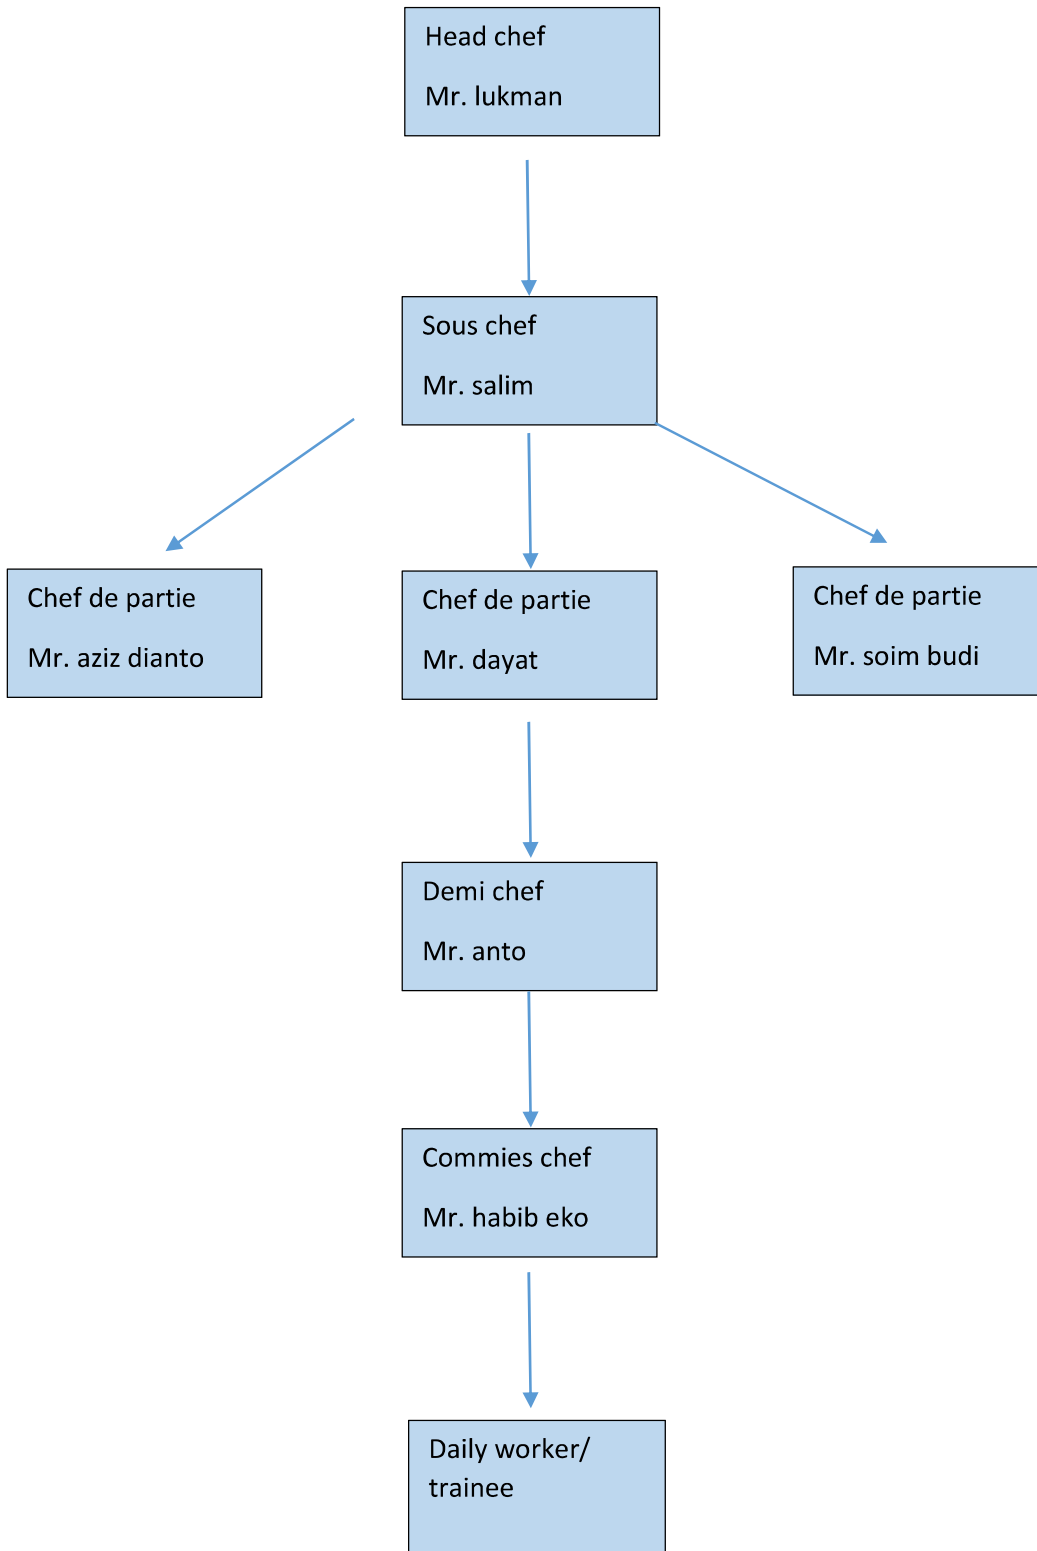 Head chef
Mr. lukman
Sous chef
Mr. salim
Chef de partie
Mr. aziz dianto
Chef de partie
Mr. dayat
Chef de partie
Mr. soim budi
Demi chef
Mr. anto
Commies chef
Mr. habib eko
Daily worker/
trainee